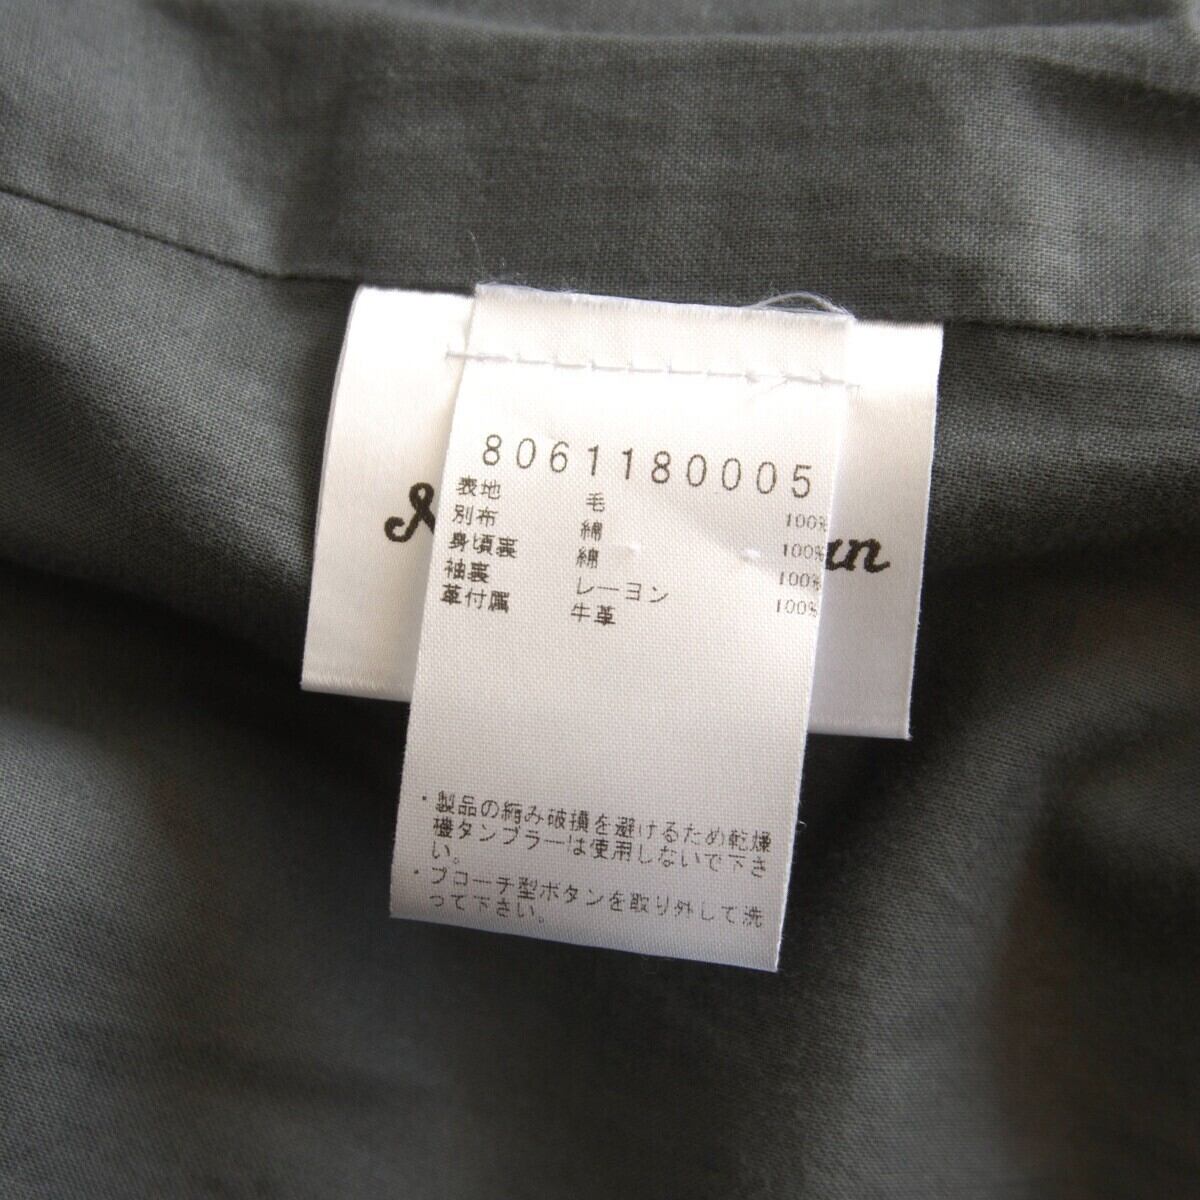 8061180005
表地 毛 100%
別布 綿 100%
身頃裏 綿 100%
袖裏 レーヨン 100%
革付属 牛革
・製品の縮み破損を避けるため乾燥
機タンブラーは使用しないで下さ
い。
・ブローチ型ボタンを取り外して洗
って下さい。